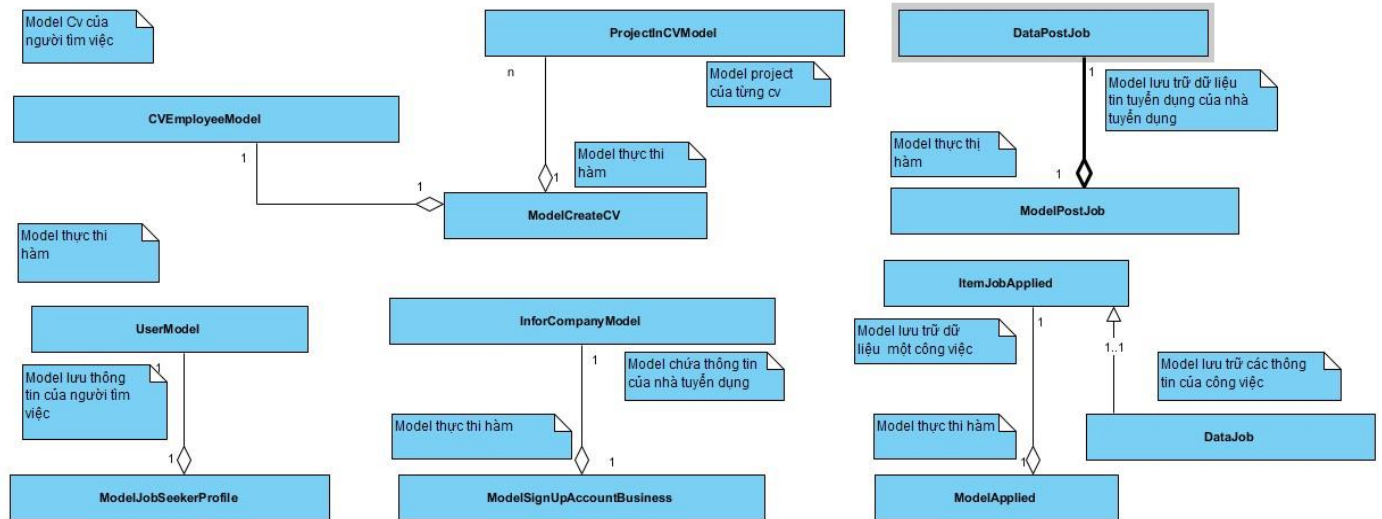 Model Cv của
người tìm việc
ProjectInCVModel
n
Model project
của từng cv
CVEmployeeModel
1
1
Model thực thi
hàm
1
ModelCreateCV
DataPostJob
1
Model lưu trữ dữ liệu
tin tuyển dụng của nhà
tuyển dụng
Model thực thị
hàm
1
ModelPostJob
Model thực thi
hàm
UserModel
1
Model lưu thông
tin của người tìm
việc
1
ModelJobSeekerProfile
InforCompanyModel
1
Model chứa thông tin
của nhà tuyển dụng
Model thực thi hàm
1
ModelSignUpAccountBusiness
ItemJobApplied
1
Model lưu trữ dữ
liệu một công việc
1..1
Model lưu trữ các thông
tin của công việc
Model thực thi hàm
DataJob
1
ModelApplied